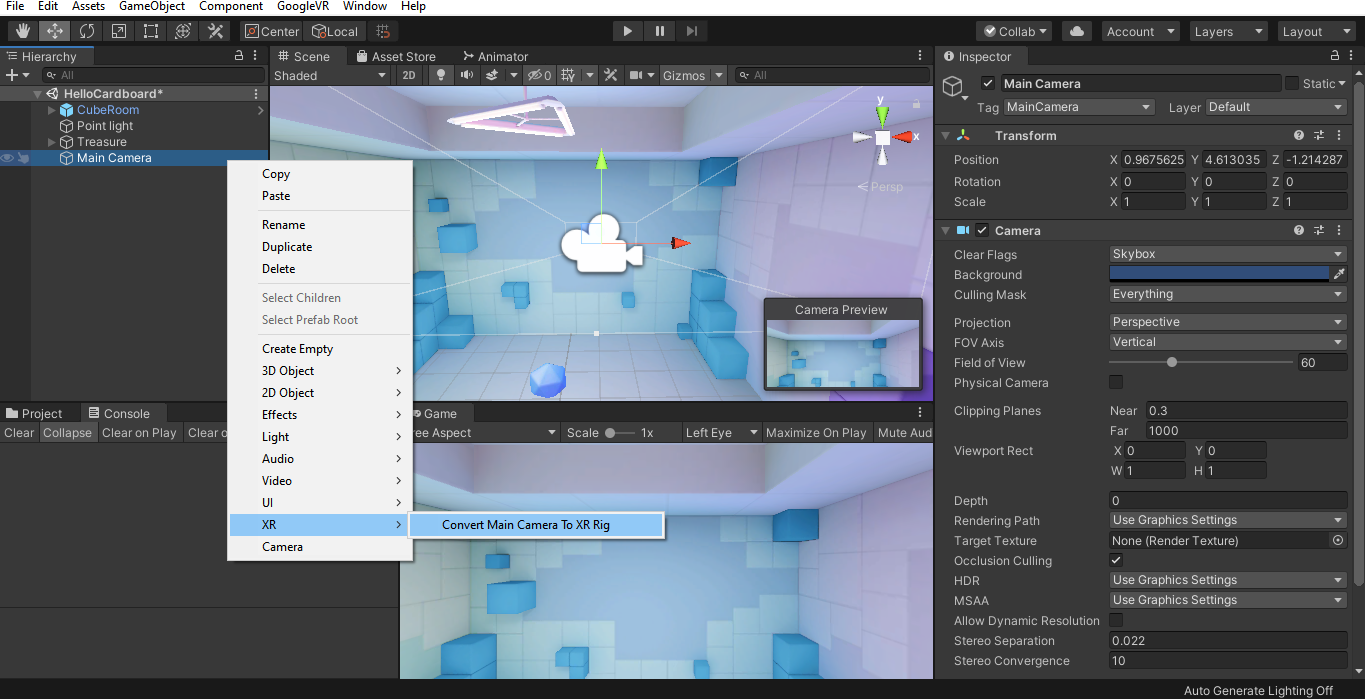 File Edit Assets GameObject Component GoogleVR Window Help
Center Local Collab Account Layers Layout
Hierarchy
All
HelloCardboard*
CubeRoom
Point light
Treasure
Main Camera
Scene Asset Store Animator
Shaded 2D 0 Gizmos All
y
x
Persp
Camera Preview
Copy
Paste
Rename
Duplicate
Delete
Select Children
Select Prefab Root
Create Empty
3D Object
2D Object
Effects
Light
Audio
Video
UI
XR
Convert Main Camera To XR Rig
Camera
Project Console
Clear Collapse Clear on Play Clear o
Game
ree Aspect Scale 1x Left Eye Maximize On Play Mute Aud
Inspector
Main Camera Static
Tag MainCamera Layer Default
Transform
Position X 0.9675625 Y 4.613035 Z -1.214287
Rotation X 0 Y 0 Z 0
Scale X 1 Y 1 Z 1
Camera
Clear Flags Skybox
Background
Culling Mask Everything
Projection Perspective
FOV Axis Vertical
Field of View 60
Physical Camera
Clipping Planes Near 0.3
Far 1000
Viewport Rect X 0 Y 0
W 1 H 1
Depth 0
Rendering Path Use Graphics Settings
Target Texture None (Render Texture)
Occlusion Culling
HDR Use Graphics Settings
MSAA Use Graphics Settings
Allow Dynamic Resolution
Stereo Separation 0.022
Stereo Convergence 10
Auto Generate Lighting Off